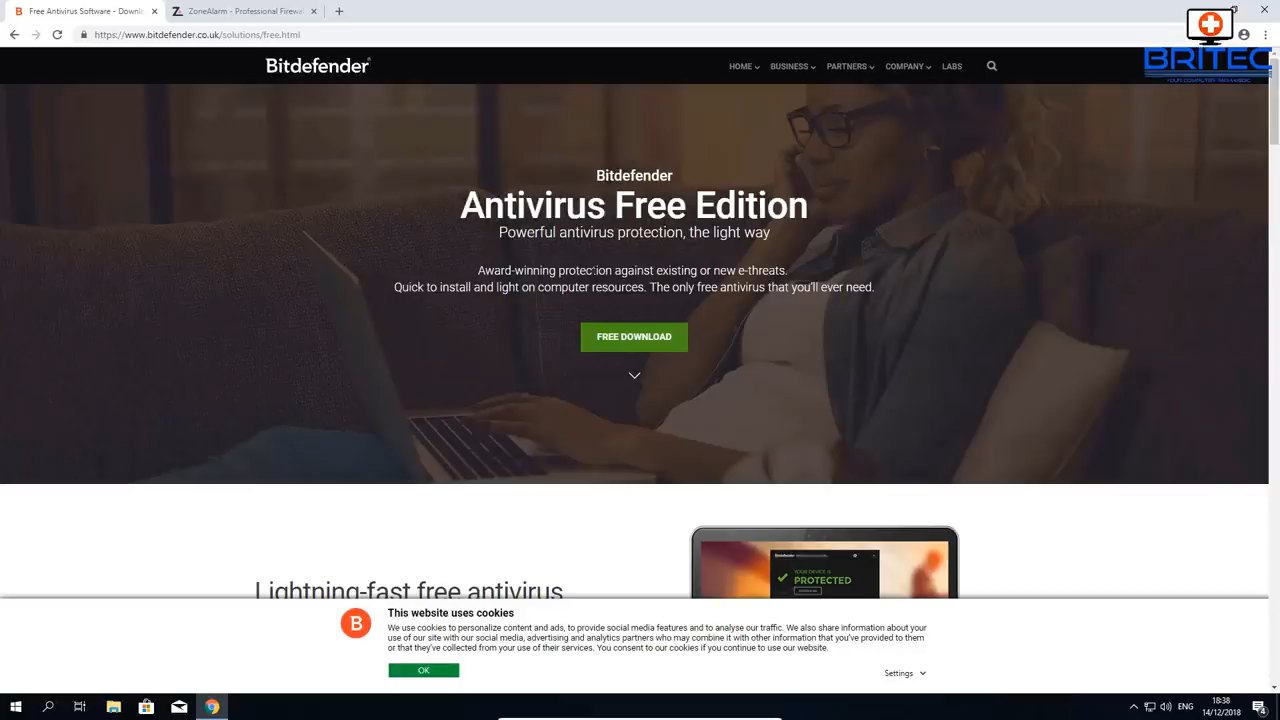 Free Antivirus Software - Downl
ZoneAlarm - Professional Firewa
https://www.bitdefender.co.uk/solutions/free.html
BRITEC
Bitdefender
HOME
BUSINESS
PARTNERS
COMPANY
LABS
Bitdefender
Antivirus Free Edition
Powerful antivirus protection, the light way
Award-winning protection against existing or new e-threats.
Quick to install and light on computer resources. The only free antivirus that you'll ever need.
FREE DOWNLOAD
Lightning-fast free antivirus
Bitdefender
YOUR DEVICE IS
PROTECTED
This website uses cookies
We use cookies to personalize content and ads, to provide social media features and to analyse our traffic. We also share information about your
use of our site with our social media, advertising and analytics partners who may combine it with other information that you've provided to them
or that they've collected from your use of their services. You consent to our cookies if you continue to use our website.
OK
Settings
ENG
18:38
14/12/2018
4